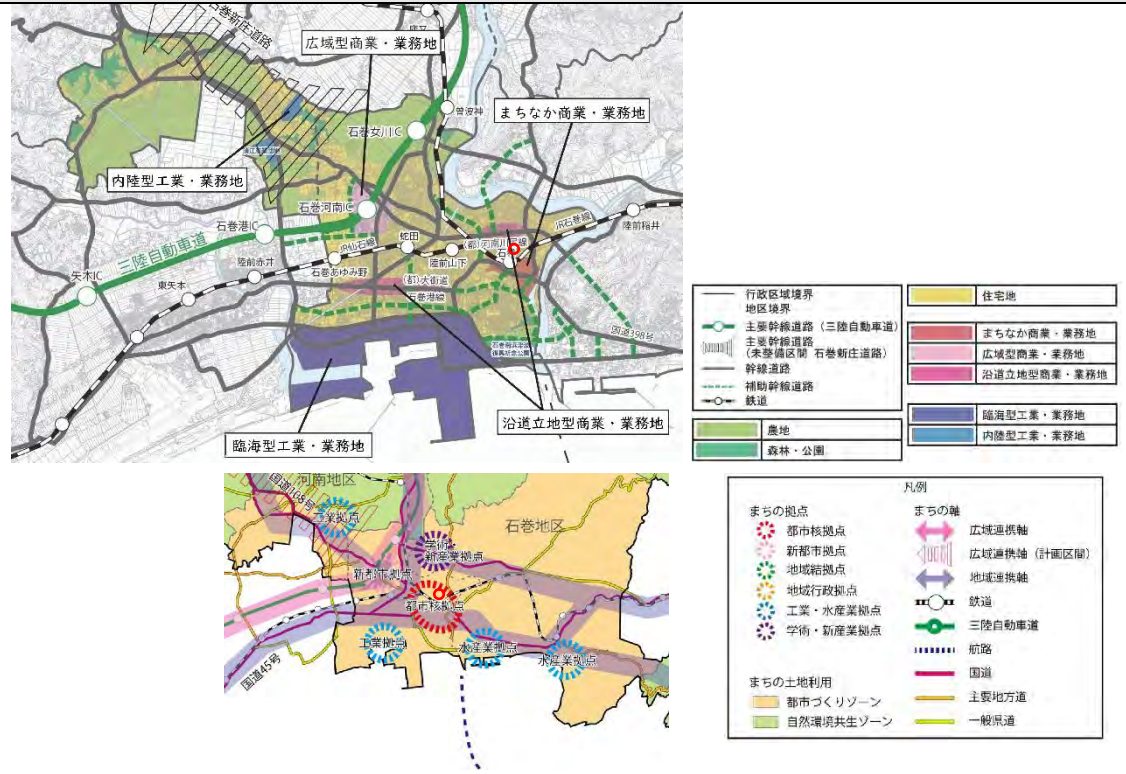 石巻新庄道路
広域型商業・業務地
曽波神
まちなか商業・業務地
石巻女川IC
内陸型工業・業務地
石巻河南IC
石巻港IC
JR石巻線
陸前稲井
三陸自動車道
JR仙石線
蛇田
陸前山下
陸前赤井
石巻あゆみ野
矢本IC
東矢本
(都)大街道
石巻港線
国道398号
臨海型工業・業務地
沿道立地型商業・業務地
行政区域境界
地区境界
主要幹線道路（三陸自動車道）
主要幹線道路
（未整備区間 石巻新庄道路）
幹線道路
補助幹線道路
鉄道
農地
森林・公園
住宅地
まちなか商業・業務地
広域型商業・業務地
沿道立地型商業・業務地
臨海型工業・業務地
内陸型工業・業務地
河南地区
国道108号
工業拠点
石巻地区
学術・
新産業拠点
新都市拠点
都市核拠点
工業拠点
水産業拠点
水産業拠点
国道45号
凡例
まちの拠点
都市核拠点
新都市拠点
地域結拠点
地域行政拠点
工業・水産業拠点
学術・新産業拠点
まちの土地利用
都市づくりゾーン
自然環境共生ゾーン
まちの軸
広域連携軸
広域連携軸（計画区間）
地域連携軸
鉄道
三陸自動車道
航路
国道
主要地方道
一般県道